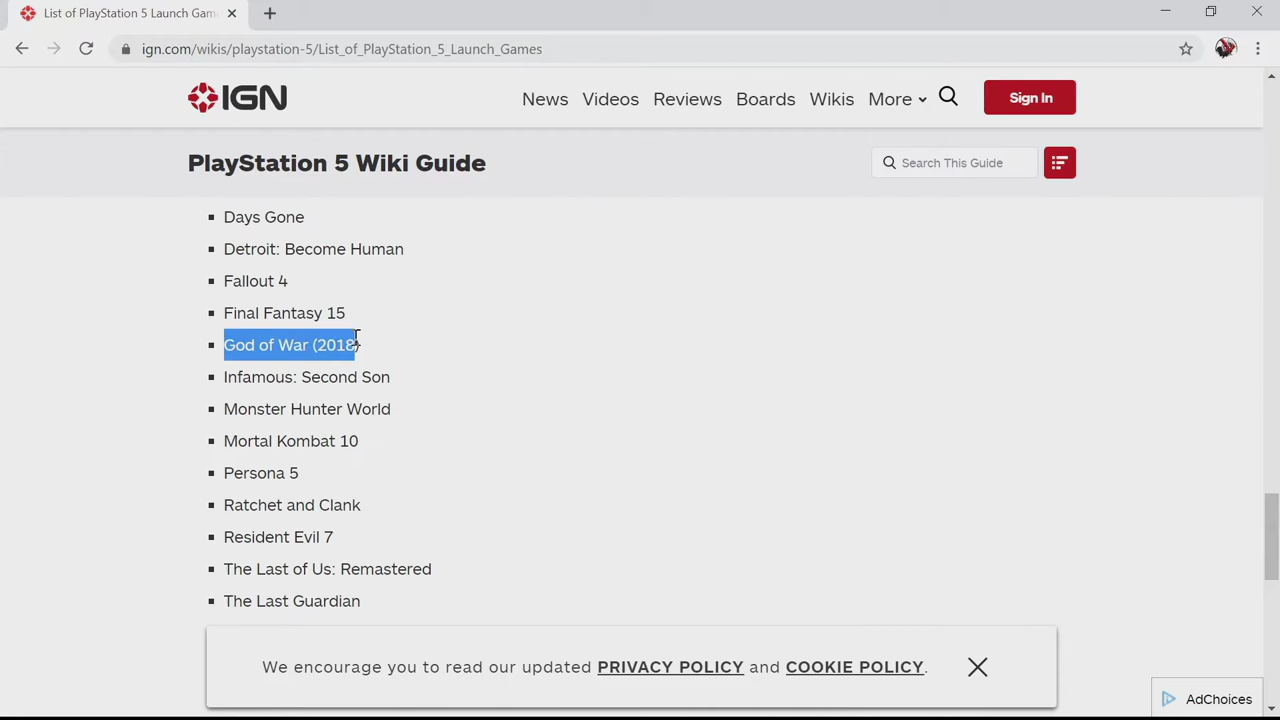 List of PlayStation 5 Launch Gam
ign.com/wikis/playstation-5/List_of_PlayStation_5_Launch_Games
IGN
News Videos Reviews Boards Wikis More
Sign In
PlayStation 5 Wiki Guide
Search This Guide
Days Gone
Detroit: Become Human
Fallout 4
Final Fantasy 15
God of War (2018)
Infamous: Second Son
Monster Hunter World
Mortal Kombat 10
Persona 5
Ratchet and Clank
Resident Evil 7
The Last of Us: Remastered
The Last Guardian
We encourage you to read our updated PRIVACY POLICY and COOKIE POLICY.
AdChoices